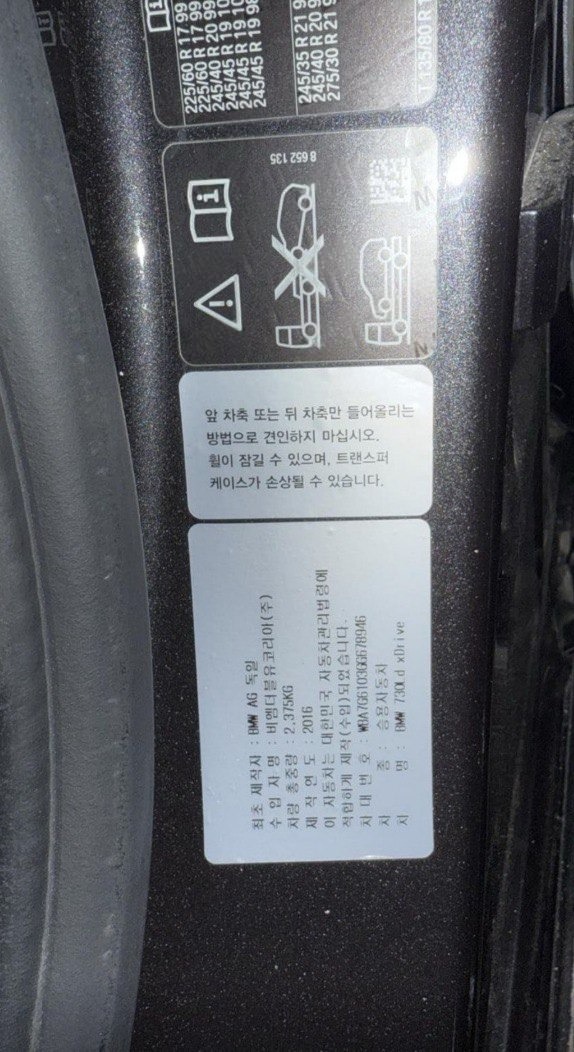 225/60 R 17 99
225/60 R 17 99
245/40 R 20 99
245/45 R 19 10
245/45 R 19 10
245/45 R 19 98
245/35 R 21 9
245/40 R 20 9
275/30 R 21 9
T 135/80 R 1
8 652 135
앞 차축 또는 뒤 차축만 들어올리는
방법으로 견인하지 마십시오.
휠이 잠길 수 있으며, 트랜스퍼
케이스가 손상될 수 있습니다.
최초 제작자 : BMW AG 독일
수 입 자 명 : 비엠더블유코리아(주)
차량 총중량 : 2,375KG
제 작 연 도 : 2016
이 자동차는 대한민국 자동차관리법령에
적합하게 제작(수입)되었습니다.
차 대 번 호 : WBA7G6103GG678946
차 종 : 승용자동차
차 명 : BMW 730Ld xDrive